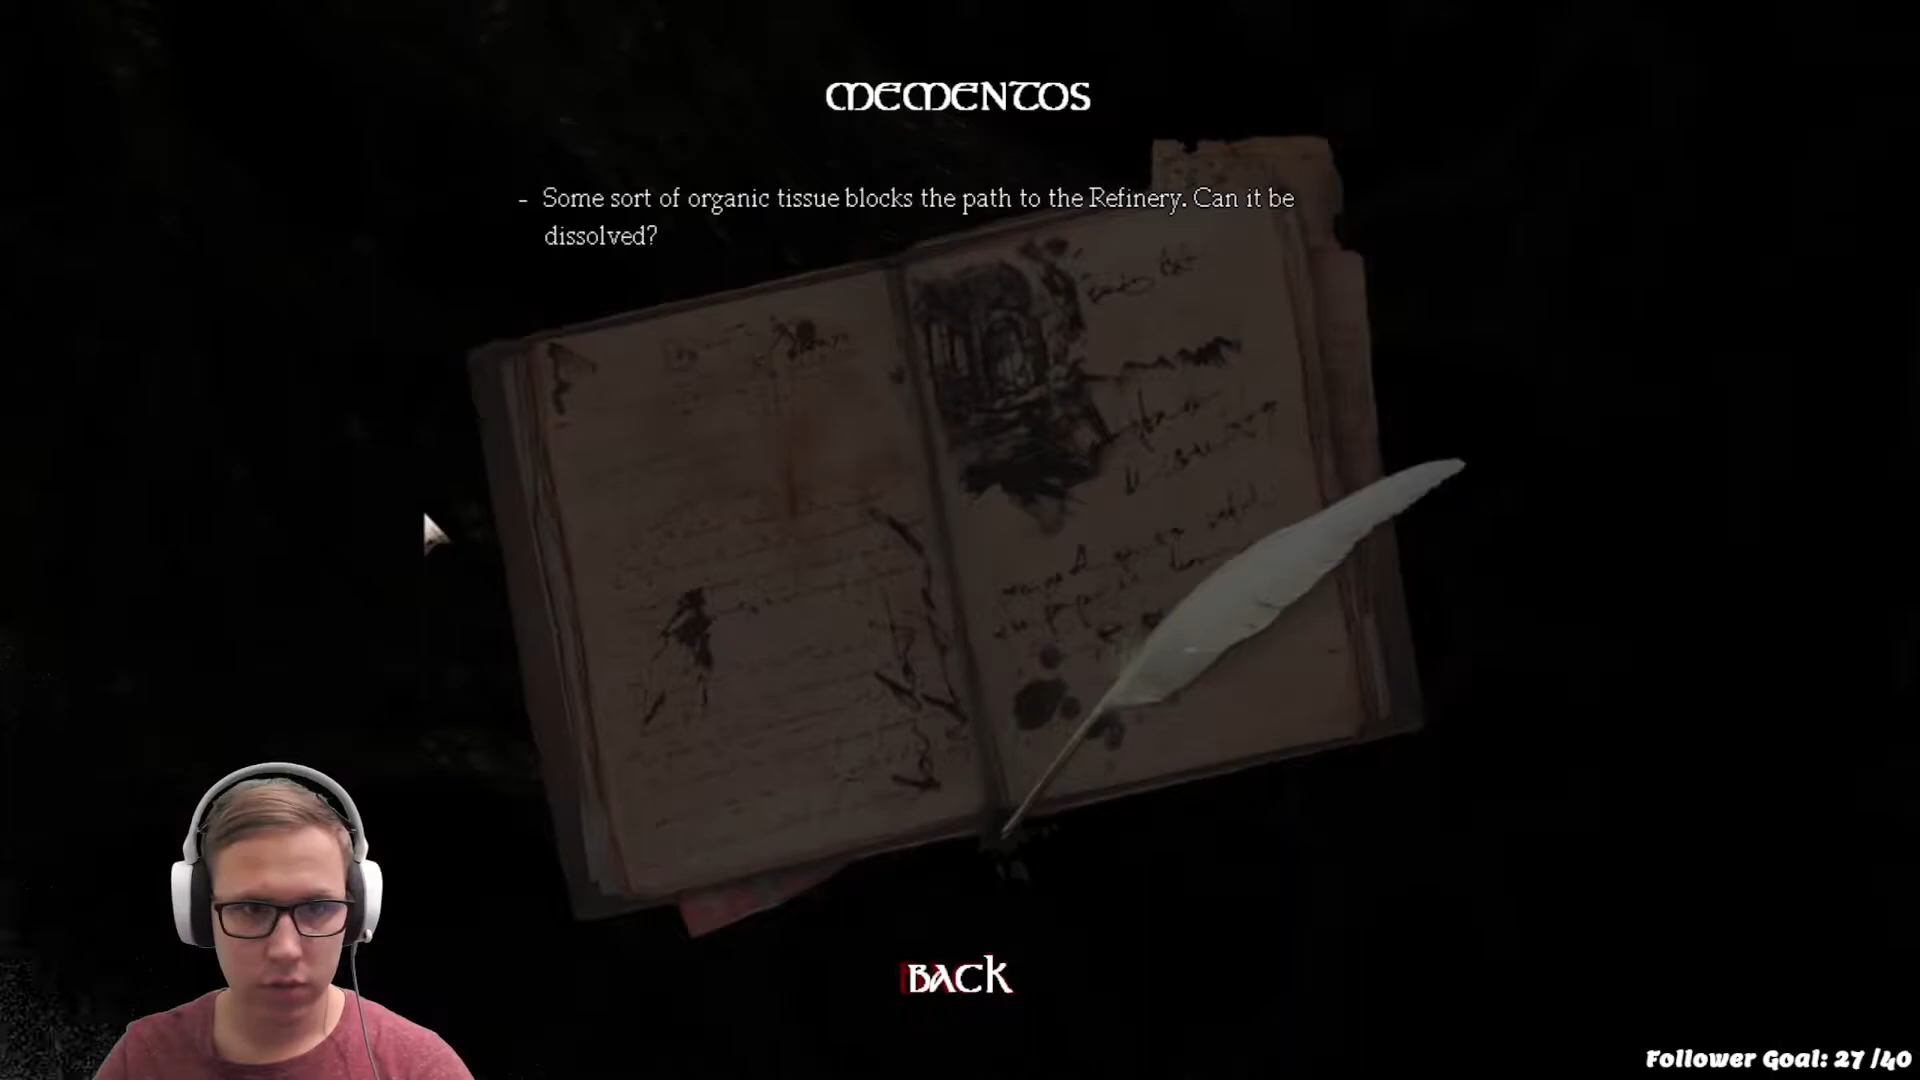 MEMENTOS
- Some sort of organic tissue blocks the path to the Refinery. Can it be
dissolved?
BACK
Follower Goal: 27 /40